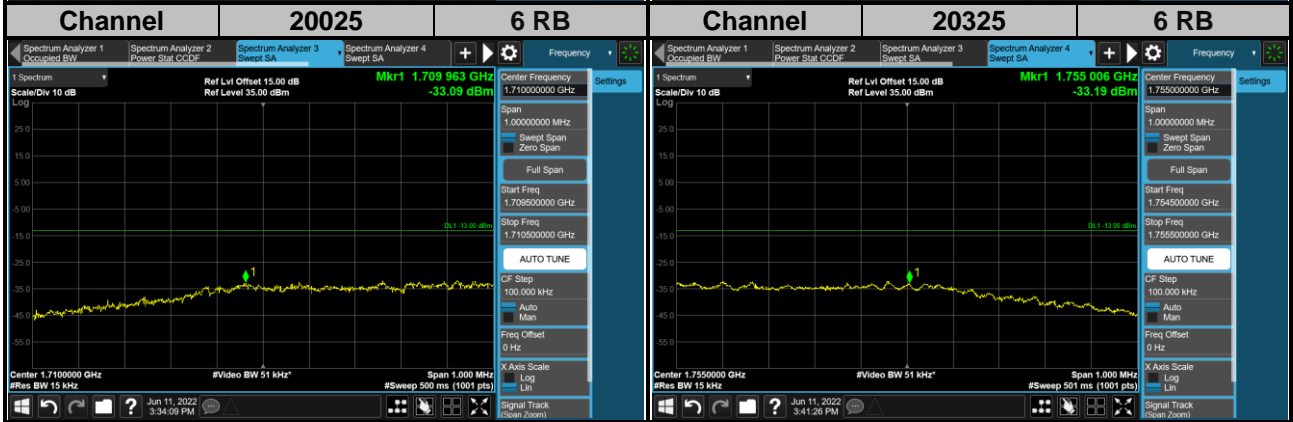 Channel 20025 6 RB Channel 20325 6 RB
Spectrum Analyzer 1
Occupied BW
Spectrum Analyzer 2
Power Stat CCDF
Spectrum Analyzer 3
Swept SA
Spectrum Analyzer 4
Swept SA
+
Frequency
1 Spectrum
Scale/Div 10 dB
Log
Ref Lvl Offset 15.00 dB
Ref Level 35.00 dBm
Mkr1 1.709 963 GHz
-33.09 dBm
25.0
15.0
5.00
-5.00
-15.0
-25.0
-35.0
-45.0
-55.0
DL1 -13.00 dBm
1
Center 1.7100000 GHz
#Res BW 15 kHz
#Video BW 51 kHz*
Span 1.000 MHz
#Sweep 500 ms (1001 pts)
Center Frequency
1.710000000 GHz
Settings
Span
1.00000000 MHz
Swept Span
Zero Span
Full Span
Start Freq
1.709500000 GHz
Stop Freq
1.710500000 GHz
AUTO TUNE
CF Step
100.000 kHz
Auto
Man
Freq Offset
0 Hz
X Axis Scale
Log
Lin
Signal Track
(Span Zoom)
?
Jun 11, 2022
3:34:09 PM
Spectrum Analyzer 1
Occupied BW
Spectrum Analyzer 2
Power Stat CCDF
Spectrum Analyzer 3
Swept SA
Spectrum Analyzer 4
Swept SA
+
Frequency
1 Spectrum
Scale/Div 10 dB
Log
Ref Lvl Offset 15.00 dB
Ref Level 35.00 dBm
Mkr1 1.755 006 GHz
-33.19 dBm
25.0
15.0
5.00
-5.00
-15.0
-25.0
-35.0
-45.0
-55.0
DL1 -13.00 dBm
1
Center 1.7550000 GHz
#Res BW 15 kHz
#Video BW 51 kHz*
Span 1.000 MHz
#Sweep 501 ms (1001 pts)
Center Frequency
1.755000000 GHz
Settings
Span
1.00000000 MHz
Swept Span
Zero Span
Full Span
Start Freq
1.754500000 GHz
Stop Freq
1.755500000 GHz
AUTO TUNE
CF Step
100.000 kHz
Auto
Man
Freq Offset
0 Hz
X Axis Scale
Log
Lin
Signal Track
(Span Zoom)
?
Jun 11, 2022
3:41:26 PM